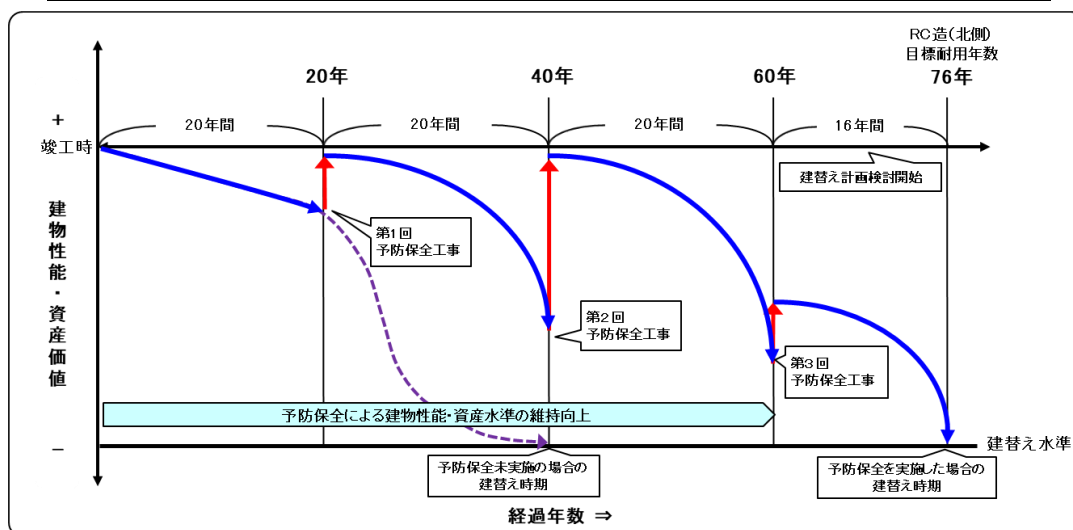 RC造(北側)
目標耐用年数
20年
40年
60年
76年
+
20年間
20年間
20年間
16年間
竣工時
建替え計画検討開始
建物性能・資産価値
第1回
予防保全工事
第2回
予防保全工事
第3回
予防保全工事
予防保全による建物性能・資産水準の維持向上
−
建替え水準
予防保全未実施の場合の
建替え時期
予防保全を実施した場合の
建替え時期
経過年数 ⇒